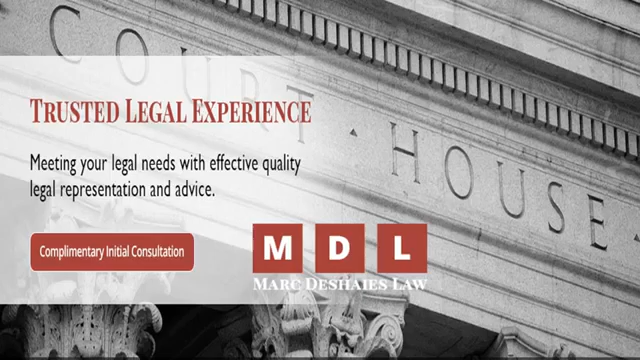 COURT HOUSE
TRUSTED LEGAL EXPERIENCE
Meeting your legal needs with effective quality
legal representation and advice.
Complimentary Initial Consultation
M D L
MARC DESHAIES LAW